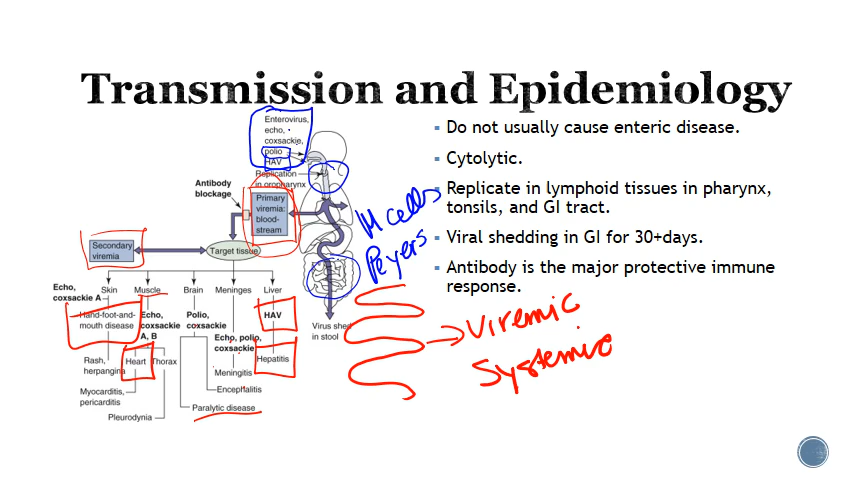 Transmission and Epidemiology
Enterovirus,
echo,
coxsackie,
polio
HAV
Replication
in oropharynx
Antibody
blockage
Primary
viremia:
blood-
stream
Secondary
viremia
Target tissue
Echo,
coxsackie A
Skin
Muscle
Brain
Meninges
Liver
Hand-foot-and-
mouth disease
Echo,
coxsackie
A, B
Polio,
coxsackie
HAV
Echo, polio,
coxsackie
Virus shed
in stool
Rash,
herpangina
Heart
Thorax
Meningitis
Hepatitis
Myocarditis,
pericarditis
Encephalitis
Paralytic disease
Pleurodynia
M cells
Peyers
▪ Do not usually cause enteric disease.
▪ Cytolytic.
▪ Replicate in lymphoid tissues in pharynx,
tonsils, and GI tract.
▪ Viral shedding in GI for 30+days.
▪ Antibody is the major protective immune
response.
Viremic
Systemic